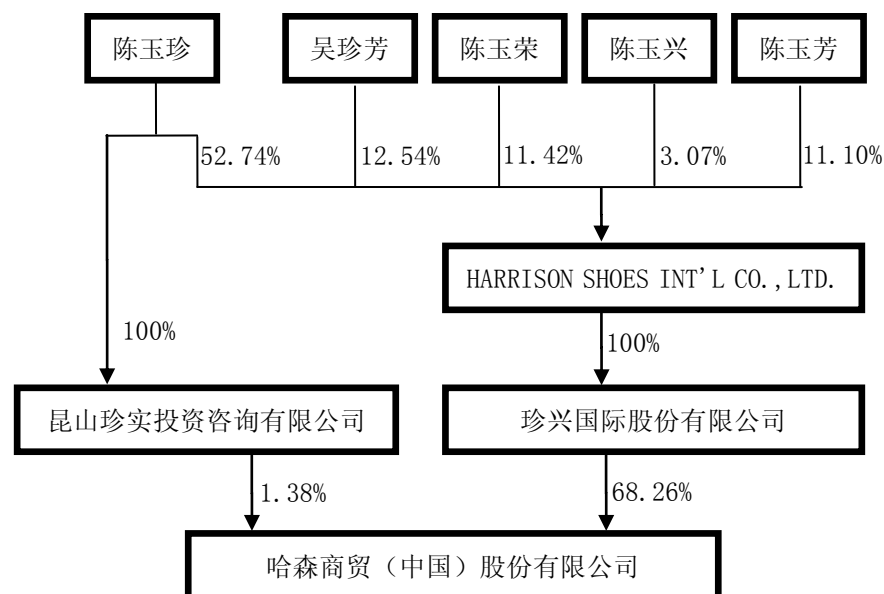 陈玉珍
吴珍芳
陈玉荣
陈玉兴
陈玉芳
52.74%
12.54%
11.42%
3.07%
11.10%
HARRISON SHOES INT'L CO.,LTD.
100%
100%
昆山珍实投资咨询有限公司
珍兴国际股份有限公司
1.38%
68.26%
哈森商贸（中国）股份有限公司